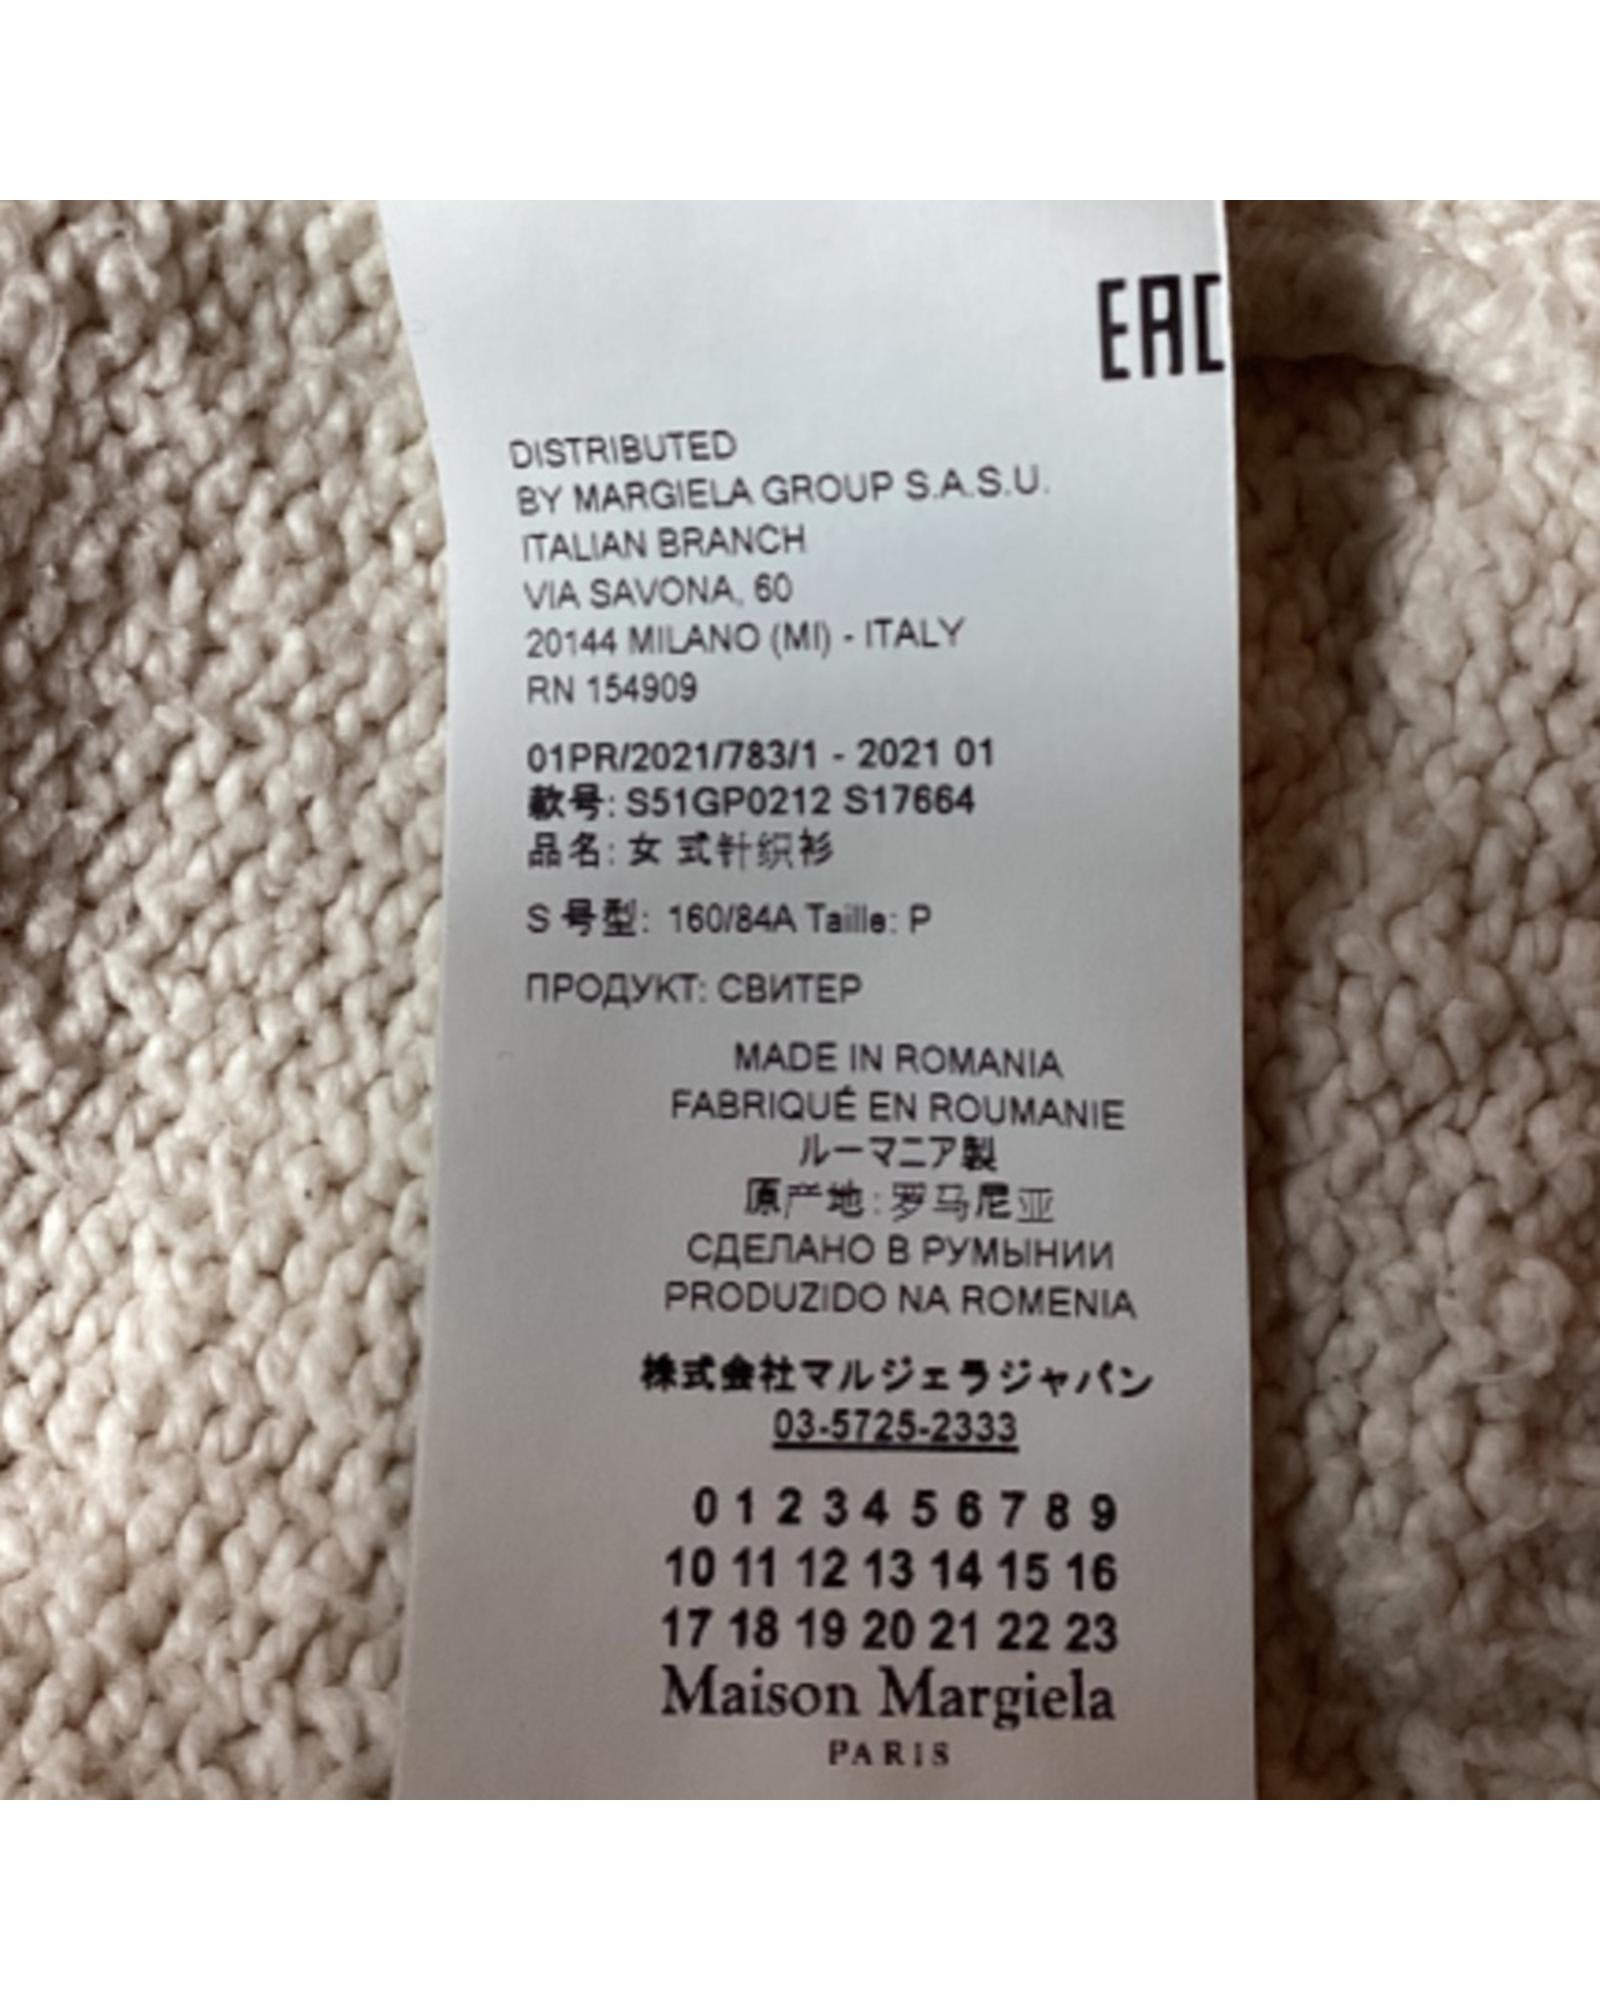 EAC
DISTRIBUTED
BY MARGIELA GROUP S.A.S.U.
ITALIAN BRANCH
VIA SAVONA, 60
20144 MILANO (MI) - ITALY
RN 154909
01PR/2021/783/1 - 2021 01
款号: S51GP0212 S17664
品名: 女 式针织衫
S 号型: 160/84A Taille: P
ПРОДУКТ: СВИТЕР
MADE IN ROMANIA
FABRIQUÉ EN ROUMANIE
ルーマニア製
原产地: 罗马尼亚
СДЕЛАНО В РУМЫНИИ
PRODUZIDO NA ROMENIA
株式会社マルジェラジャパン
03-5725-2333
0 1 2 3 4 5 6 7 8 9
10 11 12 13 14 15 16
17 18 19 20 21 22 23
Maison Margiela
PARIS